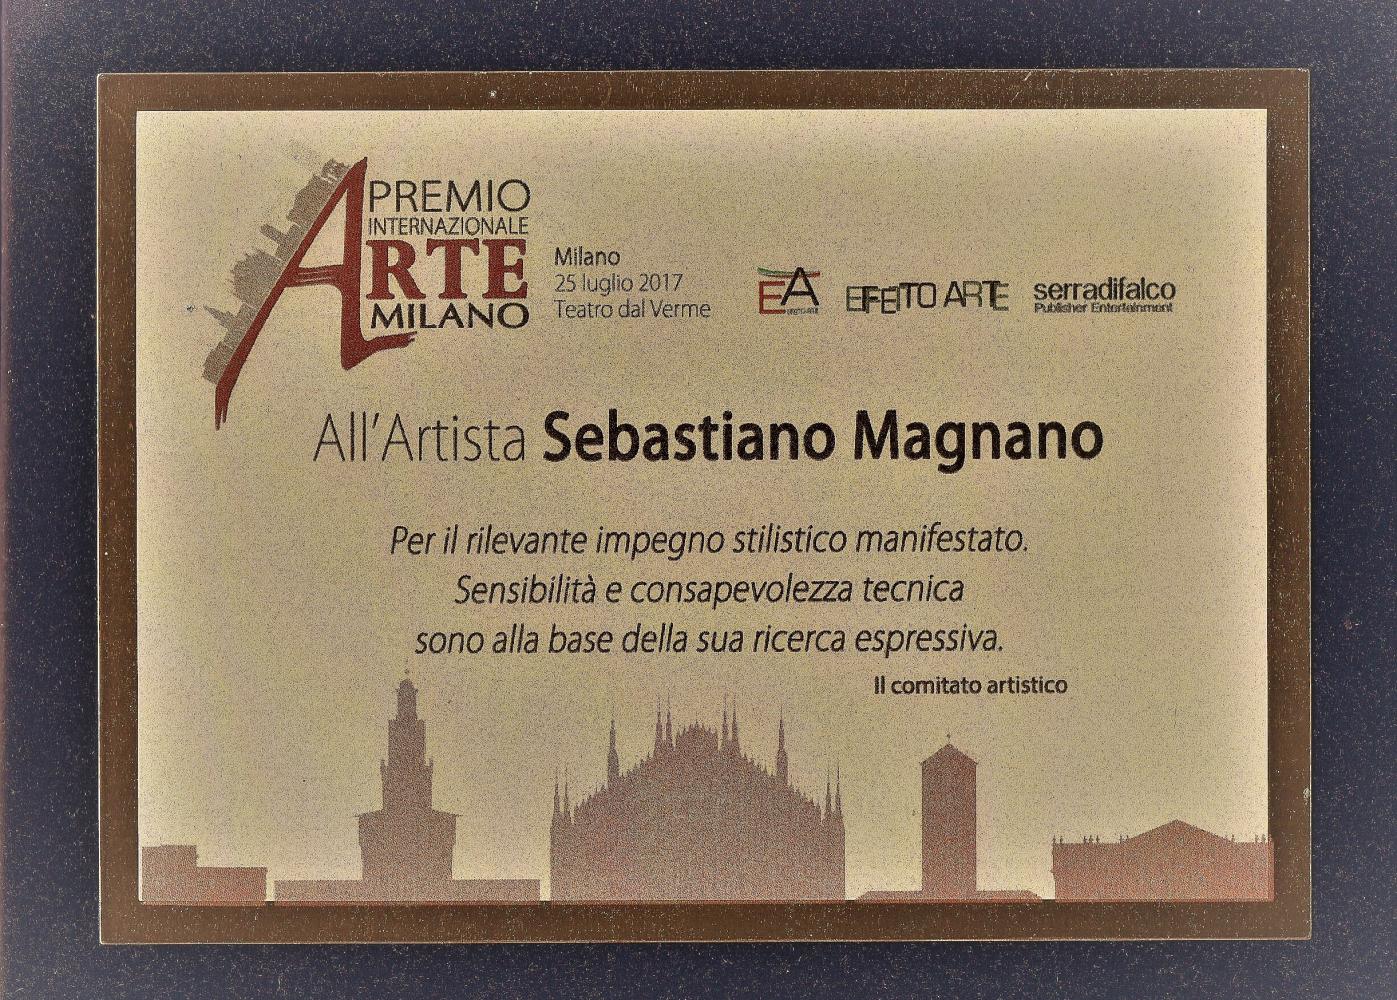 PREMIO
INTERNAZIONALE
ARTE
MILANO
Milano
25 luglio 2017
Teatro dal Verme
EA
EFFETTO ARTE
serradifalco
Publisher Entertainment
All'Artista Sebastiano Magnano
Per il rilevante impegno stilistico manifestato.
Sensibilità e consapevolezza tecnica
sono alla base della sua ricerca espressiva.
Il comitato artistico